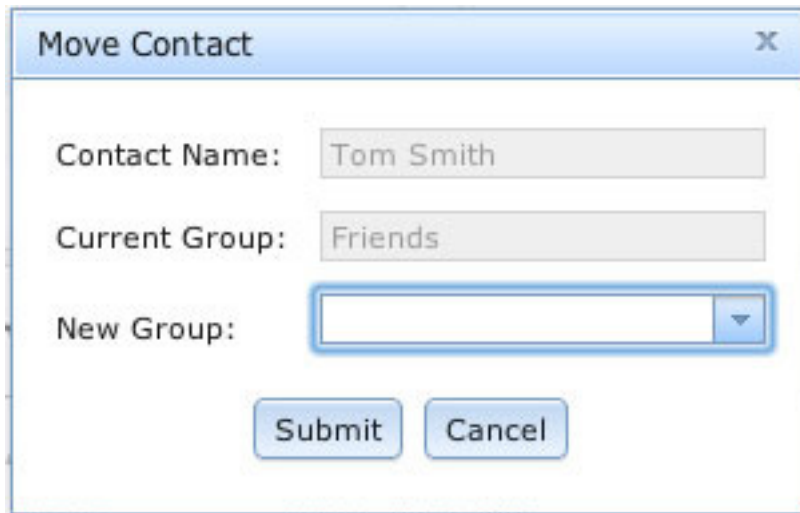 Move Contact x
Contact Name: Tom Smith
Current Group: Friends
New Group:
Submit Cancel